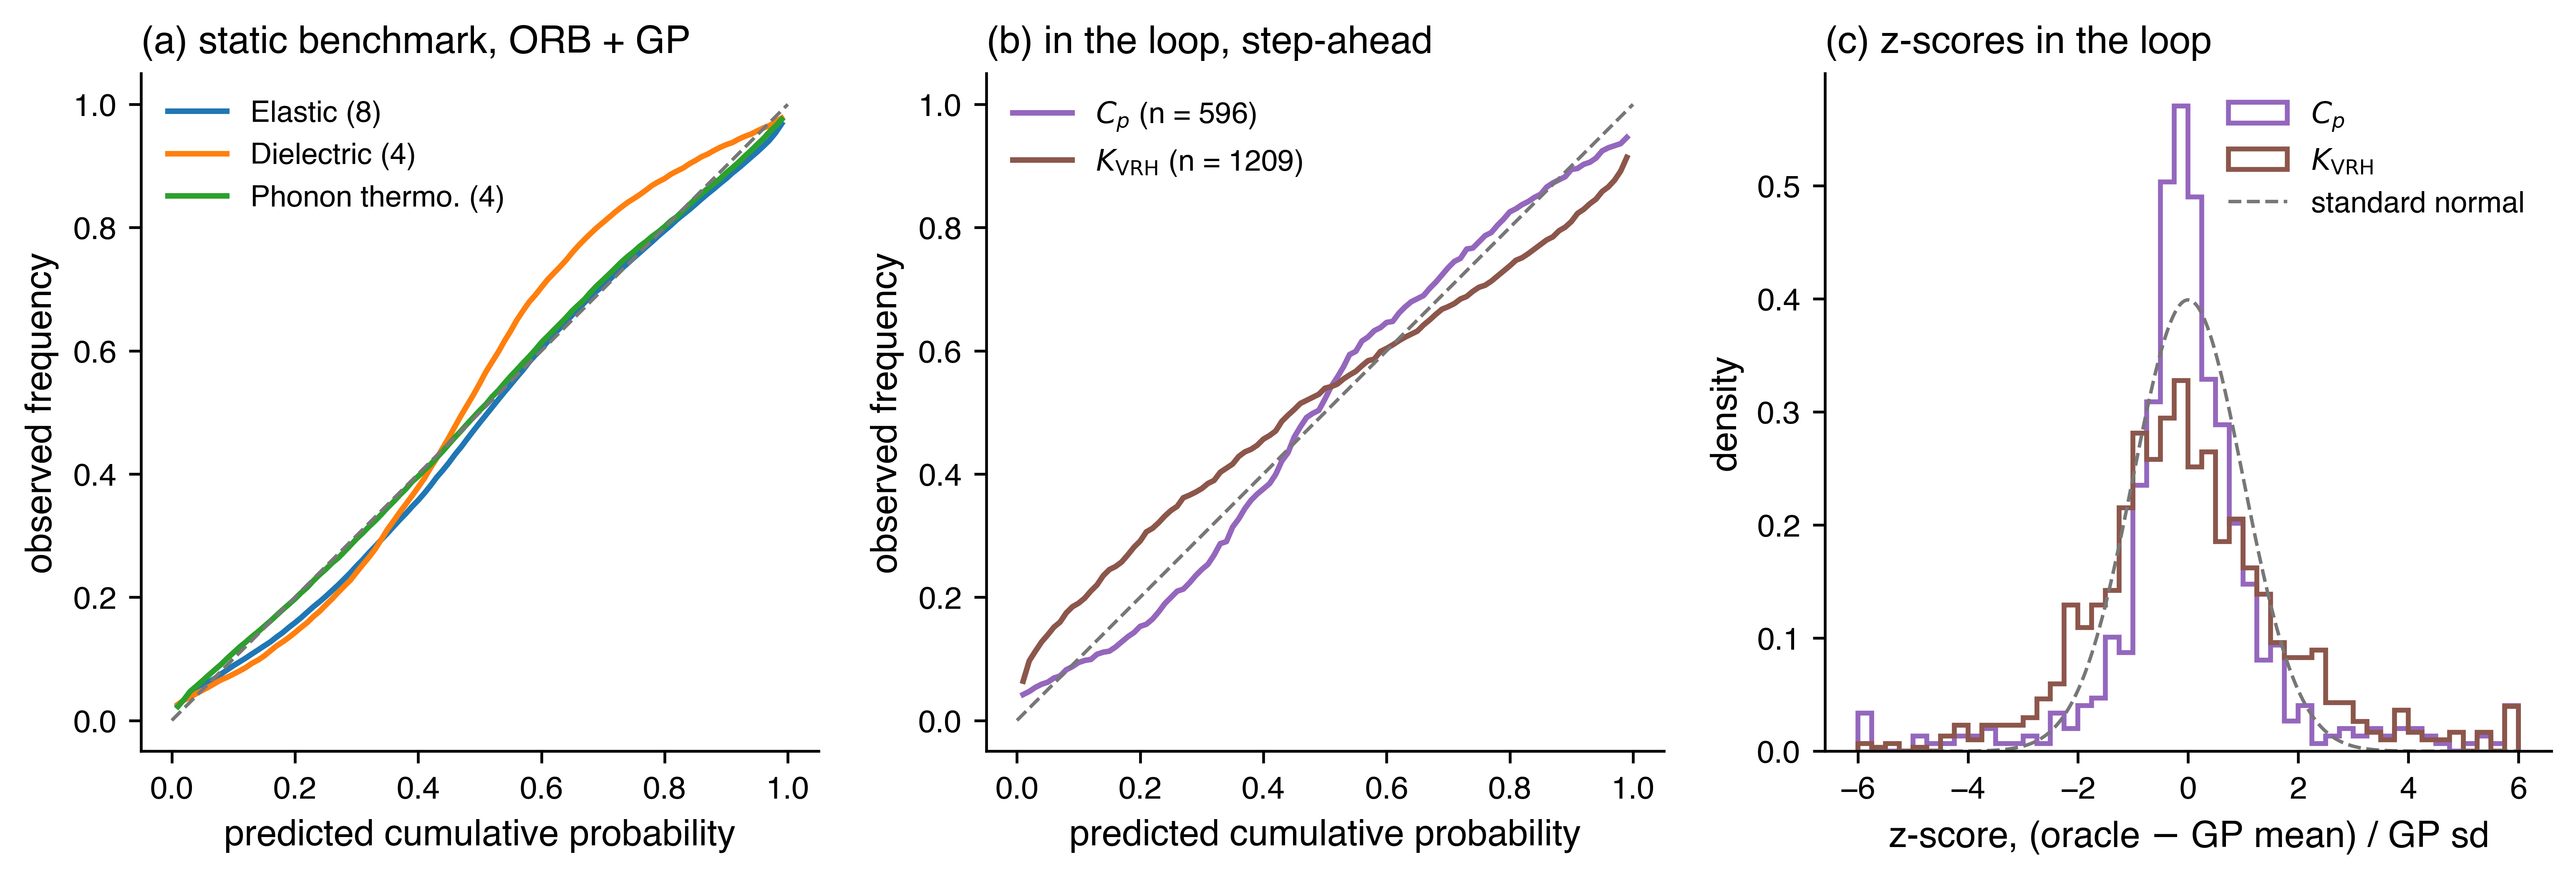 (a) static benchmark, ORB + GP
Elastic (8)
Dielectric (4)
Phonon thermo. (4)
1.0
0.8
0.6
0.4
0.2
0.0
observed frequency
0.0 0.2 0.4 0.6 0.8 1.0
predicted cumulative probability
(b) in the loop, step-ahead
Cp (n = 596)
KVRH (n = 1209)
1.0
0.8
0.6
0.4
0.2
0.0
observed frequency
0.0 0.2 0.4 0.6 0.8 1.0
predicted cumulative probability
(c) z-scores in the loop
Cp
KVRH
standard normal
0.5
0.4
0.3
0.2
0.1
0.0
density
−6 −4 −2 0 2 4 6
z-score, (oracle − GP mean) / GP sd